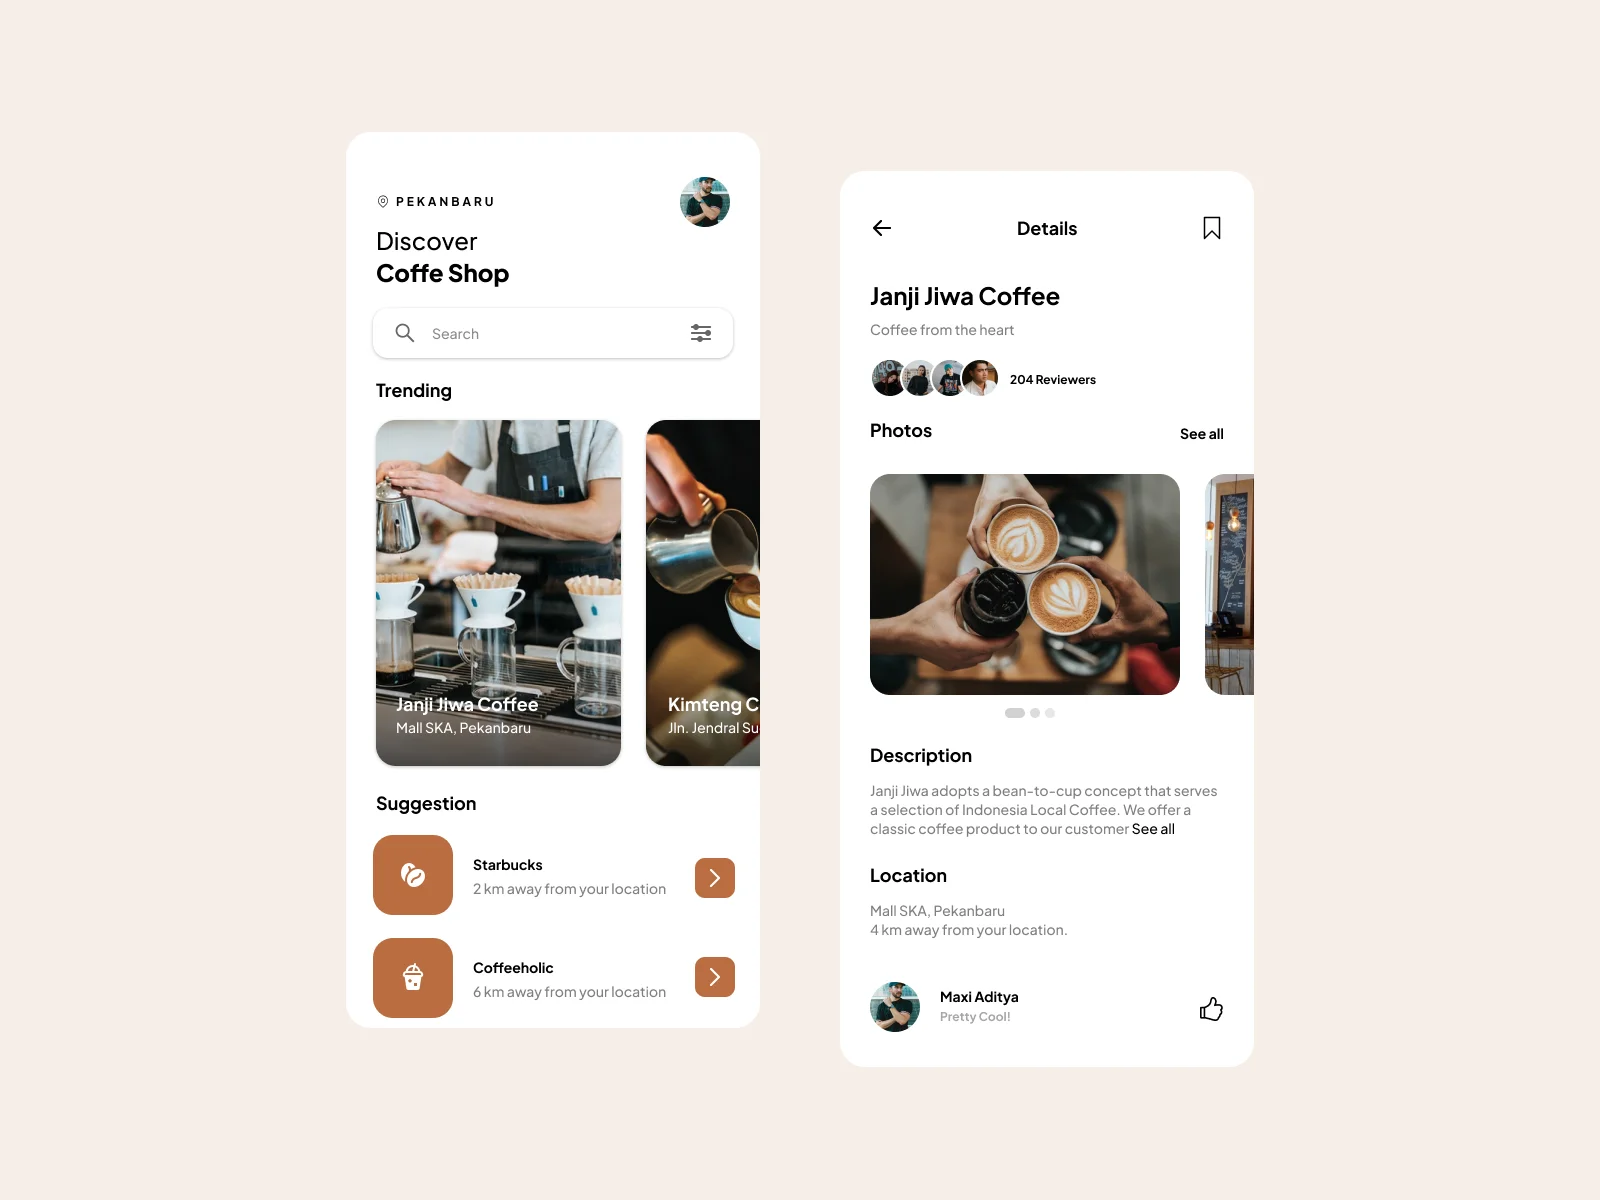 PEKANBARU
Discover
Coffe Shop
Search
Trending
Janji Jiwa Coffee
Mall SKA, Pekanbaru
Kimteng C
Jln. Jendral Su
Suggestion
Starbucks
2 km away from your location
Coffeeholic
6 km away from your location
Details
Janji Jiwa Coffee
Coffee from the heart
204 Reviewers
Photos
See all
Description
Janji Jiwa adopts a bean-to-cup concept that serves
a selection of Indonesia Local Coffee. We offer a
classic coffee product to our customer See all
Location
Mall SKA, Pekanbaru
4 km away from your location.
Maxi Aditya
Pretty Cool!